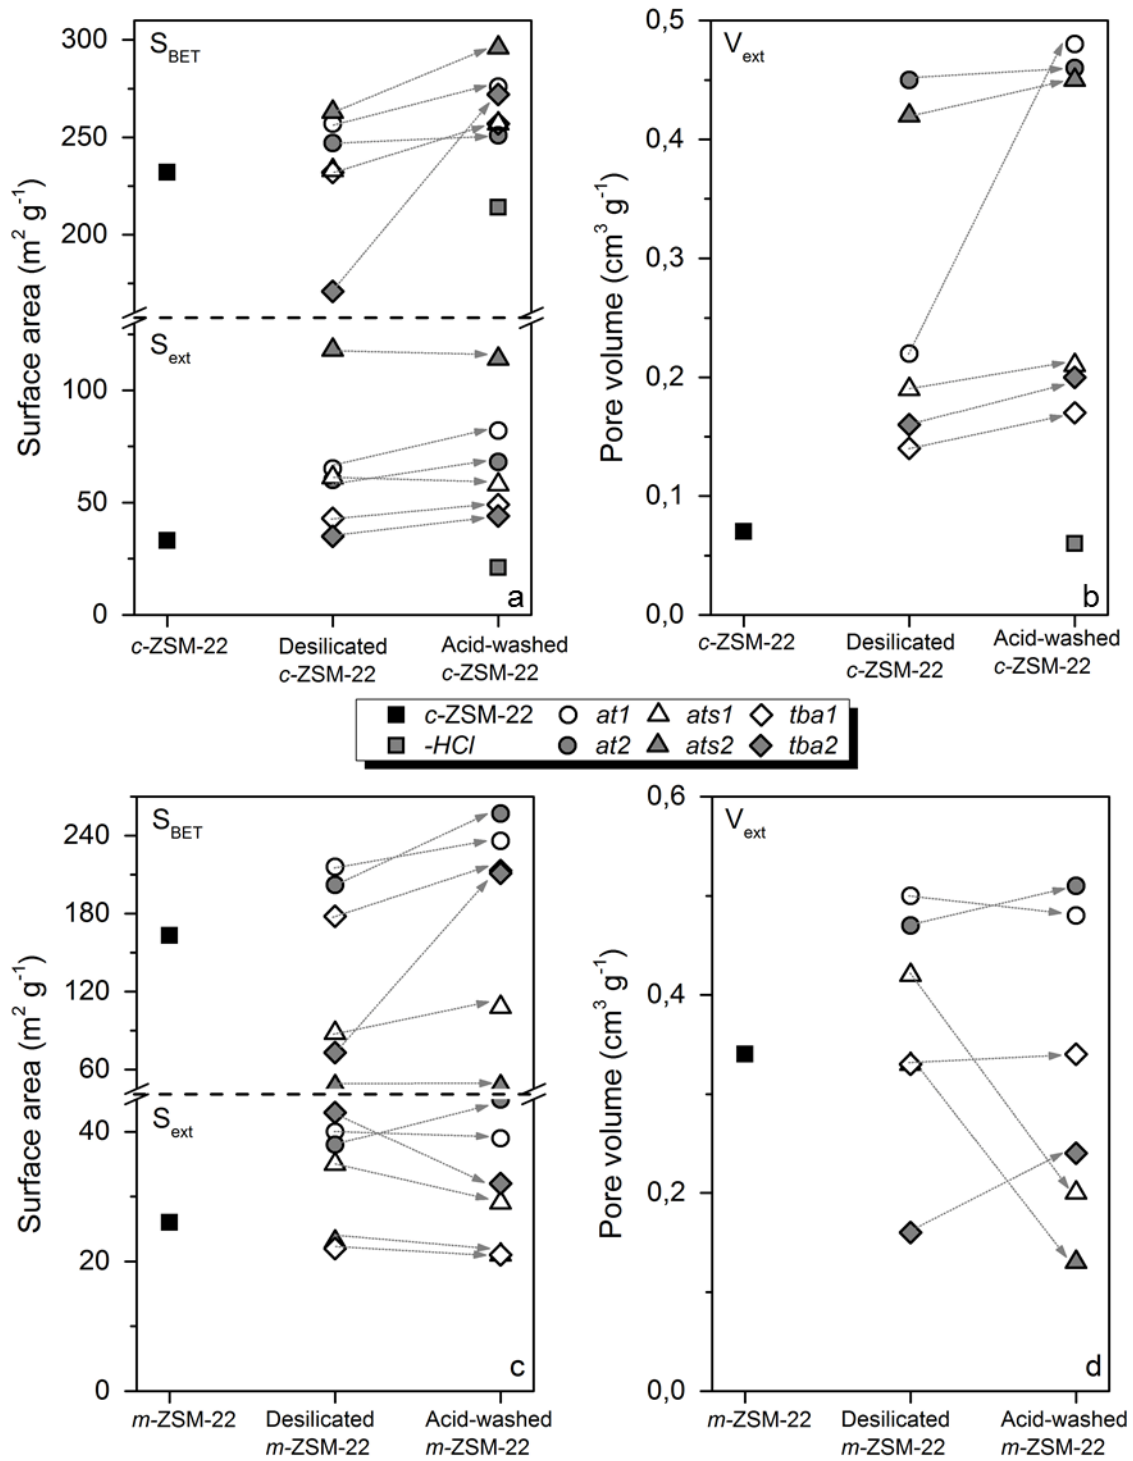 S_BET
300
250
200
S_ext
100
50
0
Surface area (m² g⁻¹)
a
c-ZSM-22
Desilicated
c-ZSM-22
Acid-washed
c-ZSM-22
V_ext
0,5
0,4
0,3
0,2
0,1
0,0
Pore volume (cm³ g⁻¹)
b
c-ZSM-22
Desilicated
c-ZSM-22
Acid-washed
c-ZSM-22
c-ZSM-22 at1 ats1 tba1
-HCl at2 ats2 tba2
S_BET
240
180
120
60
S_ext
40
20
0
Surface area (m² g⁻¹)
c
m-ZSM-22
Desilicated
m-ZSM-22
Acid-washed
m-ZSM-22
V_ext
0,6
0,4
0,2
0,0
Pore volume (cm³ g⁻¹)
d
m-ZSM-22
Desilicated
m-ZSM-22
Acid-washed
m-ZSM-22